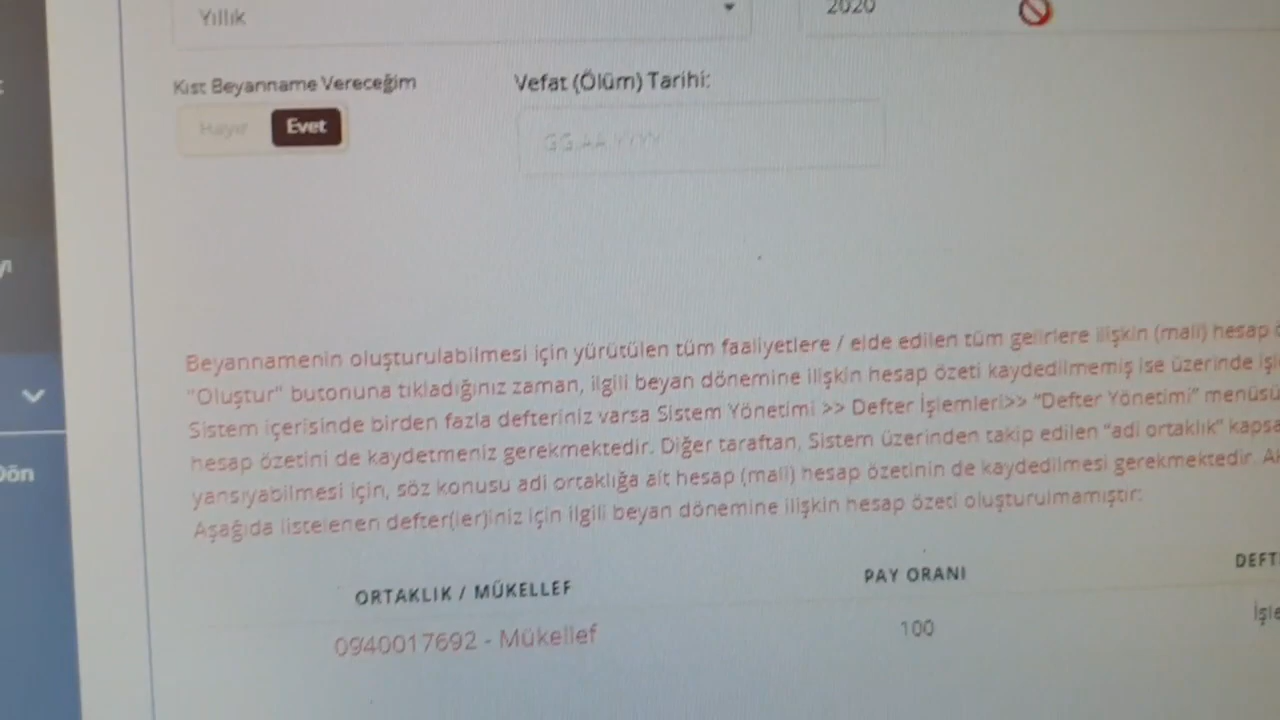 Yıllık
2020
Kıst Beyanname Vereceğim
Vefat (Ölüm) Tarihi:
Hayır
Evet
GG.AA.YYYY
Beyannamenin oluşturulabilmesi için yürütülen tüm faaliyetlere / elde edilen tüm gelirlere ilişkin (mali) hesap
"Oluştur" butonuna tıkladığınız zaman, ilgili beyan dönemine ilişkin hesap özeti kaydedilmemiş ise üzerinde
Sistem içerisinde birden fazla defteriniz varsa Sistem Yönetimi >> Defter İşlemleri>> "Defter Yönetimi" menüsü
hesap özetini de kaydetmeniz gerekmektedir. Diğer taraftan, Sistem üzerinden takip edilen "adi ortaklık"
yansıyabilmesi için, söz konusu adi ortaklığa ait hesap (mali) hesap özetinin de kaydedilmesi gerekmektedir.
Aşağıda listelenen defter(ler)iniz için ilgili beyan dönemine ilişkin hesap özeti oluşturulmamıştır:
Dön
ORTAKLIK / MÜKELLEF
PAY ORANI
DEFT
0940017692 - Mükellef
100